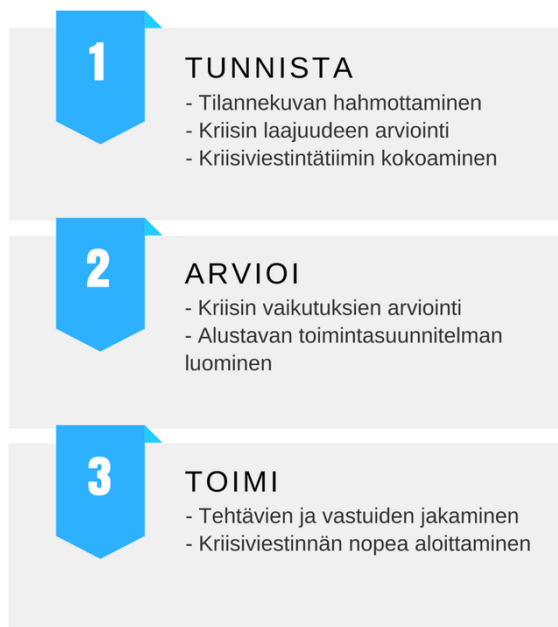 1
TUNNISTA
- Tilannekuvan hahmottaminen
- Kriisin laajuudeen arviointi
- Kriisiviestintätiimin kokoaminen
2
ARVIOI
- Kriisin vaikutuksien arviointi
- Alustavan toimintasuunnitelman
luominen
3
TOIMI
- Tehtävien ja vastuiden jakaminen
- Kriisiviestinnän nopea aloittaminen